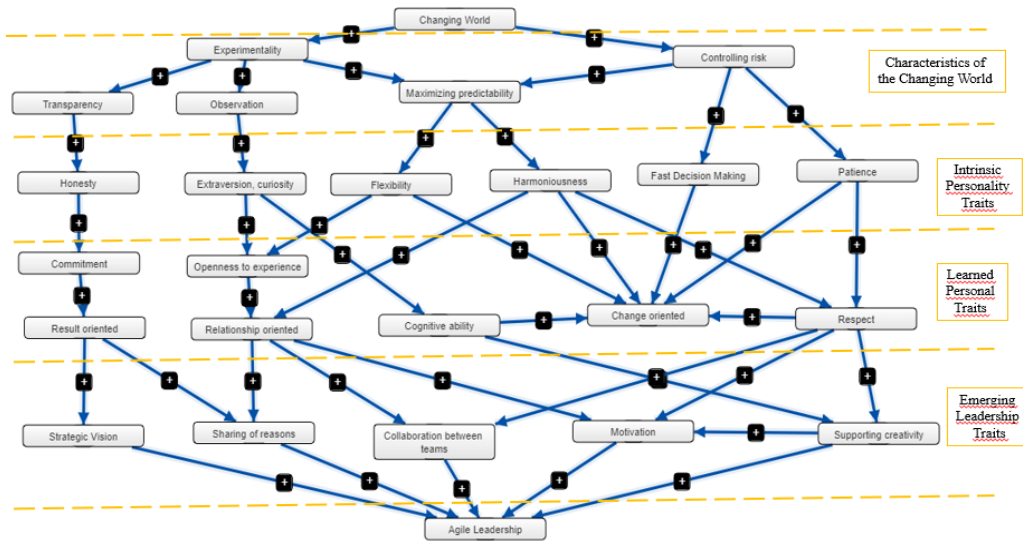 Changing World
Experimentality
Controlling risk
Characteristics of
the Changing World
Transparency
Observation
Maximizing predictability
Honesty
Extraversion, curiosity
Flexibility
Harmoniousness
Fast Decision Making
Patience
Intrinsic
Personality
Traits
Commitment
Openness to experience
Learned
Personal
Traits
Result oriented
Relationship oriented
Cognitive ability
Change oriented
Respect
Emerging
Leadership
Traits
Strategic Vision
Sharing of reasons
Collaboration between
teams
Motivation
Supporting creativity
Agile Leadership